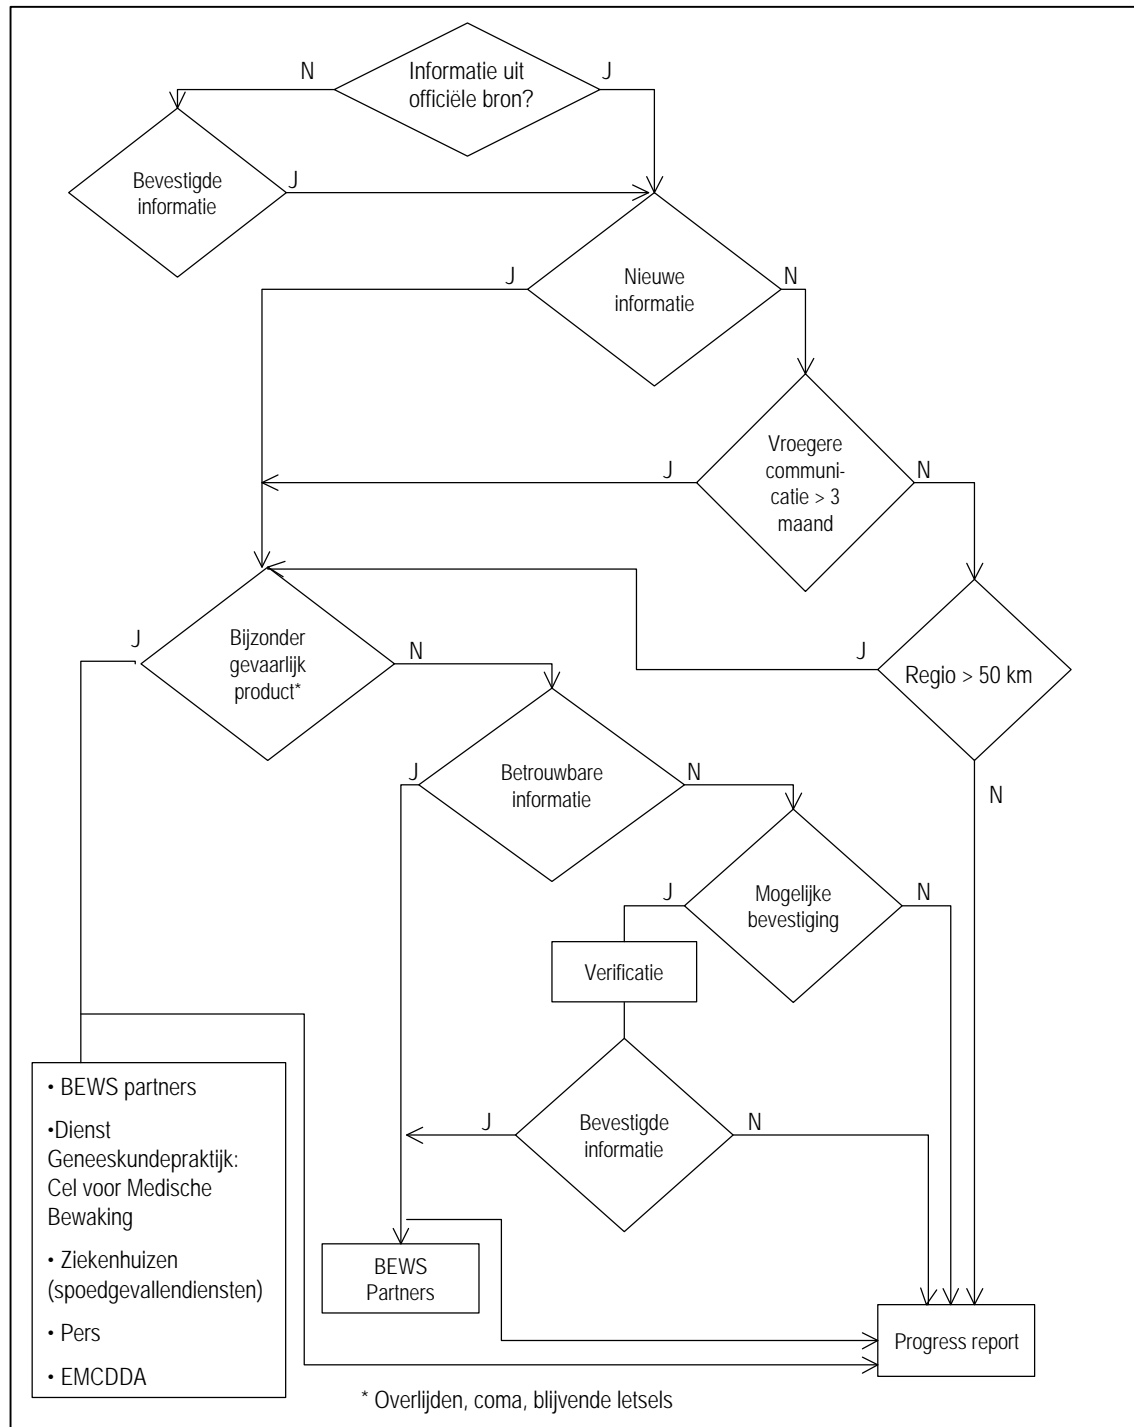 N
Informatie uit
officiële bron?
J
Bevestigde
informatie
J
J
Nieuwe
informatie
N
Vroegere
communi-
catie > 3
maand
J
N
J
Bijzonder
gevaarlijk
product*
N
J
Regio > 50 km
N
J
Betrouwbare
informatie
N
J
Mogelijke
bevestiging
N
Verificatie
J
Bevestigde
informatie
N
• BEWS partners
•Dienst
Geneeskundepraktijk:
Cel voor Medische
Bewaking
• Ziekenhuizen
(spoedgevallendiensten)
• Pers
• EMCDDA
BEWS
Partners
Progress report
* Overlijden, coma, blijvende letsels